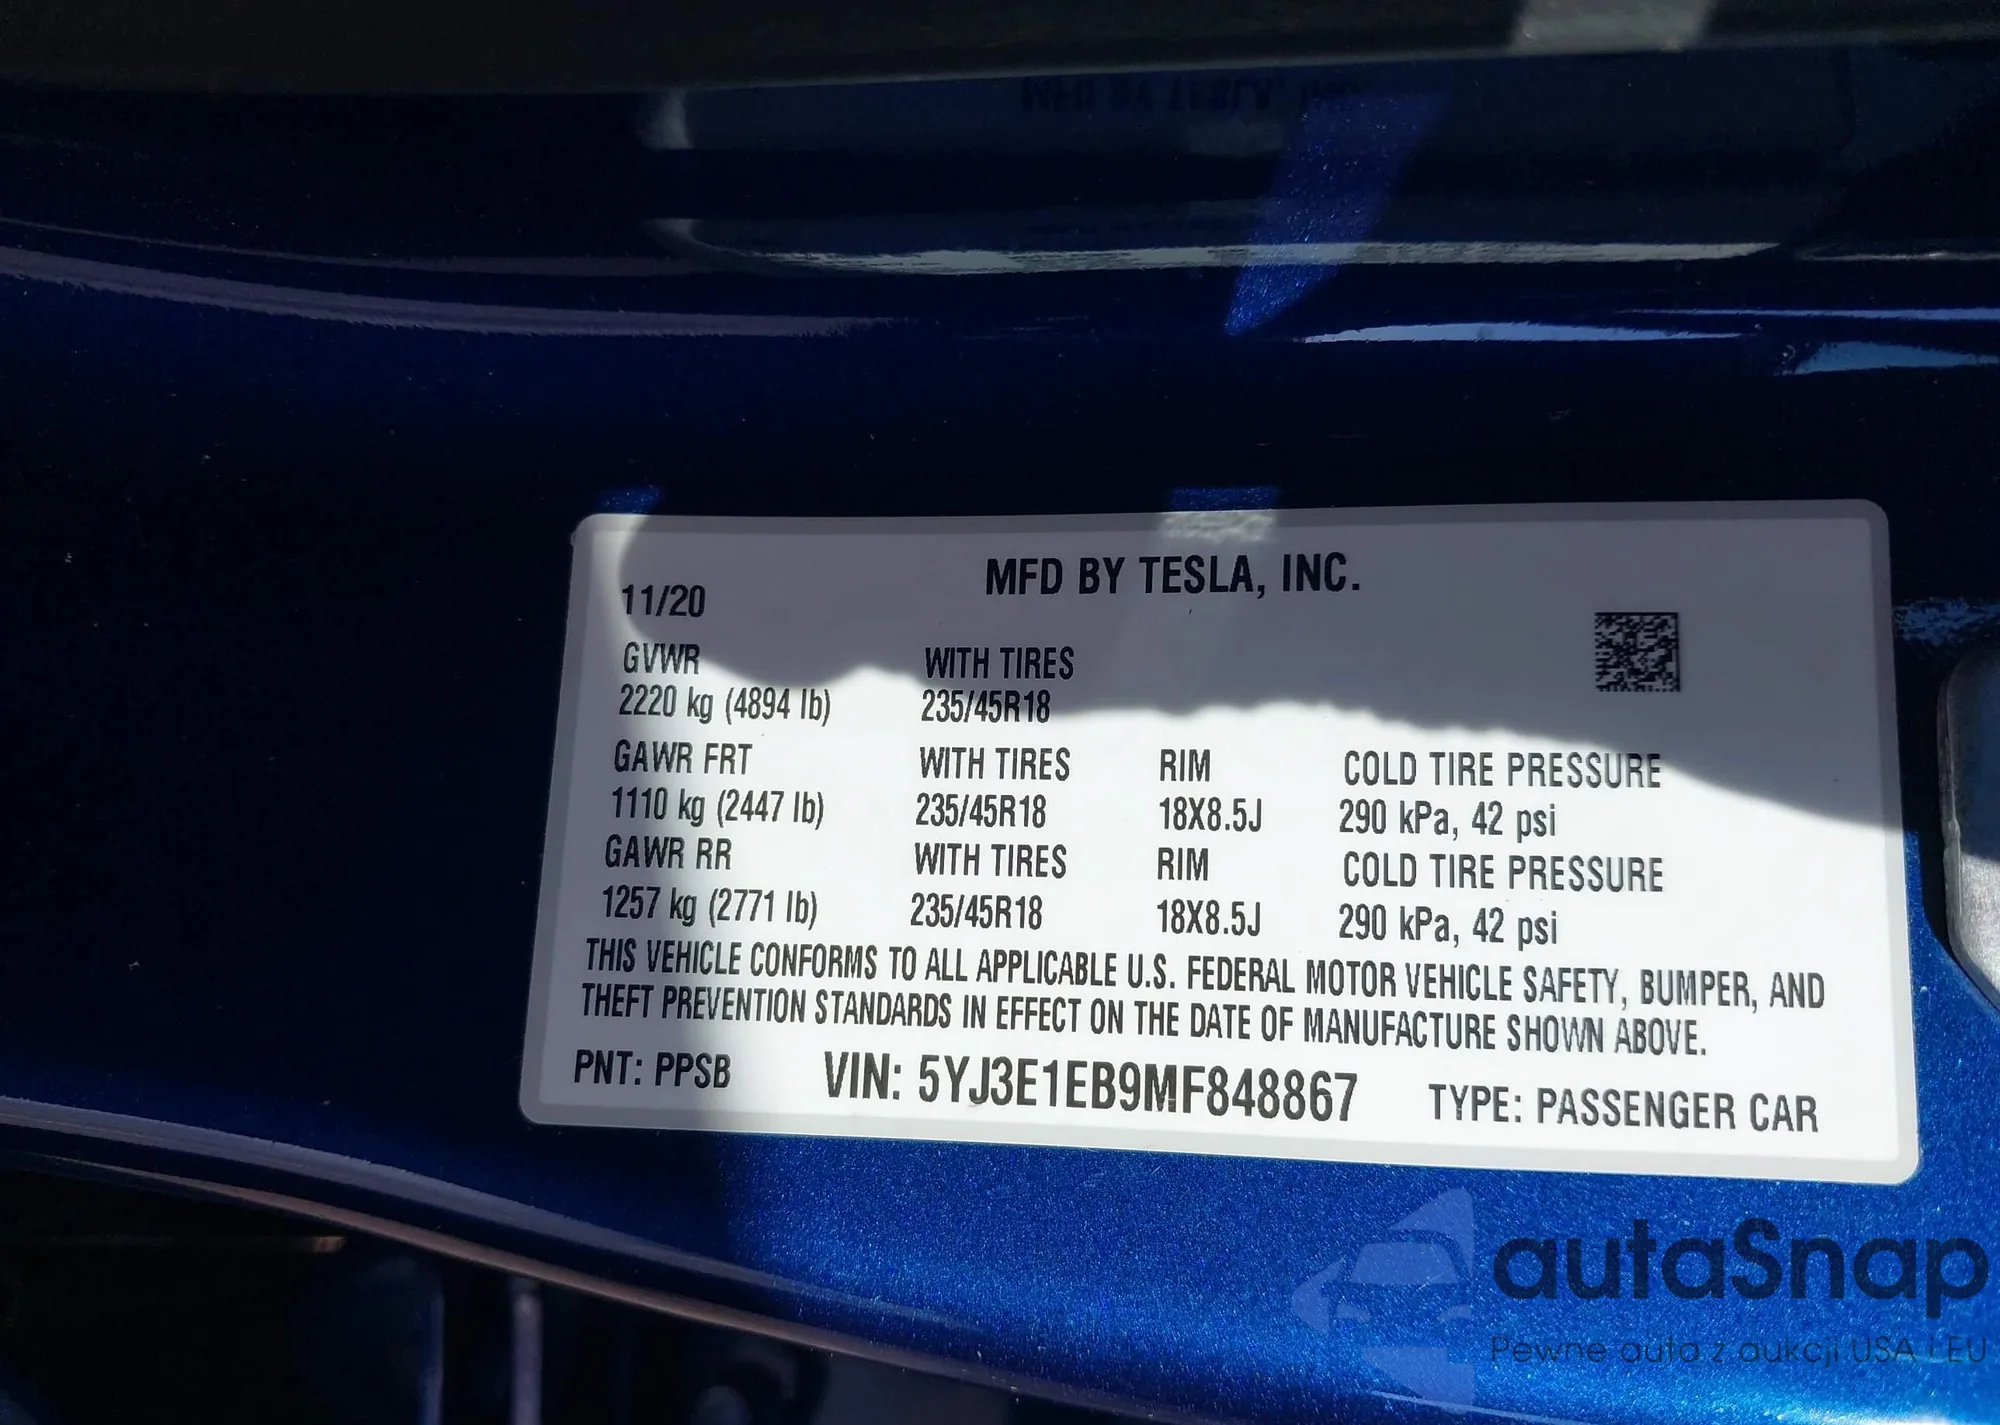 MFD BY TESLA, INC.
11/20
GVWR WITH TIRES
2220 kg (4894 lb) 235/45R18
GAWR FRT WITH TIRES RIM COLD TIRE PRESSURE
1110 kg (2447 lb) 235/45R18 18X8.5J 290 kPa, 42 psi
GAWR RR WITH TIRES RIM COLD TIRE PRESSURE
1257 kg (2771 lb) 235/45R18 18X8.5J 290 kPa, 42 psi
THIS VEHICLE CONFORMS TO ALL APPLICABLE U.S. FEDERAL MOTOR VEHICLE SAFETY, BUMPER, AND
THEFT PREVENTION STANDARDS IN EFFECT ON THE DATE OF MANUFACTURE SHOWN ABOVE.
PNT: PPSB VIN: 5YJ3E1EB9MF848867 TYPE: PASSENGER CAR
autaSnap
Pewne auta z aukcji USA i EU